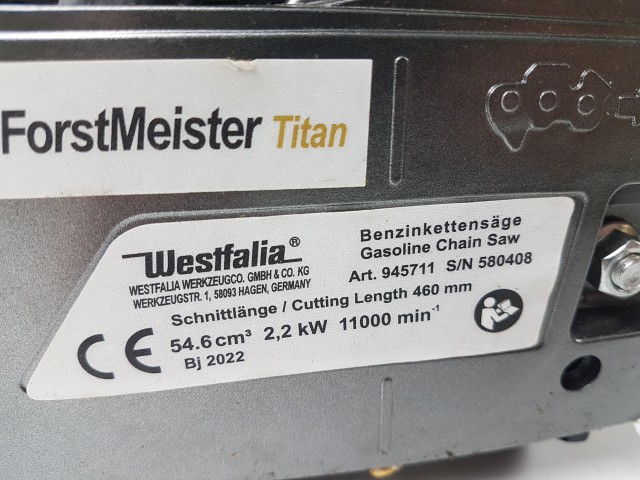 ForstMeister Titan
Westfalia®
WESTFALIA WERKZEUGCO. GMBH & CO. KG
WERKZEUGSTR. 1, 58093 HAGEN, GERMANY
Benzinkettensäge
Gasoline Chain Saw
Art. 945711 S/N 580408
Schnittlänge / Cutting Length 460 mm
54.6 cm³ 2,2 kW 11000 min⁻¹
Bj 2022
CE